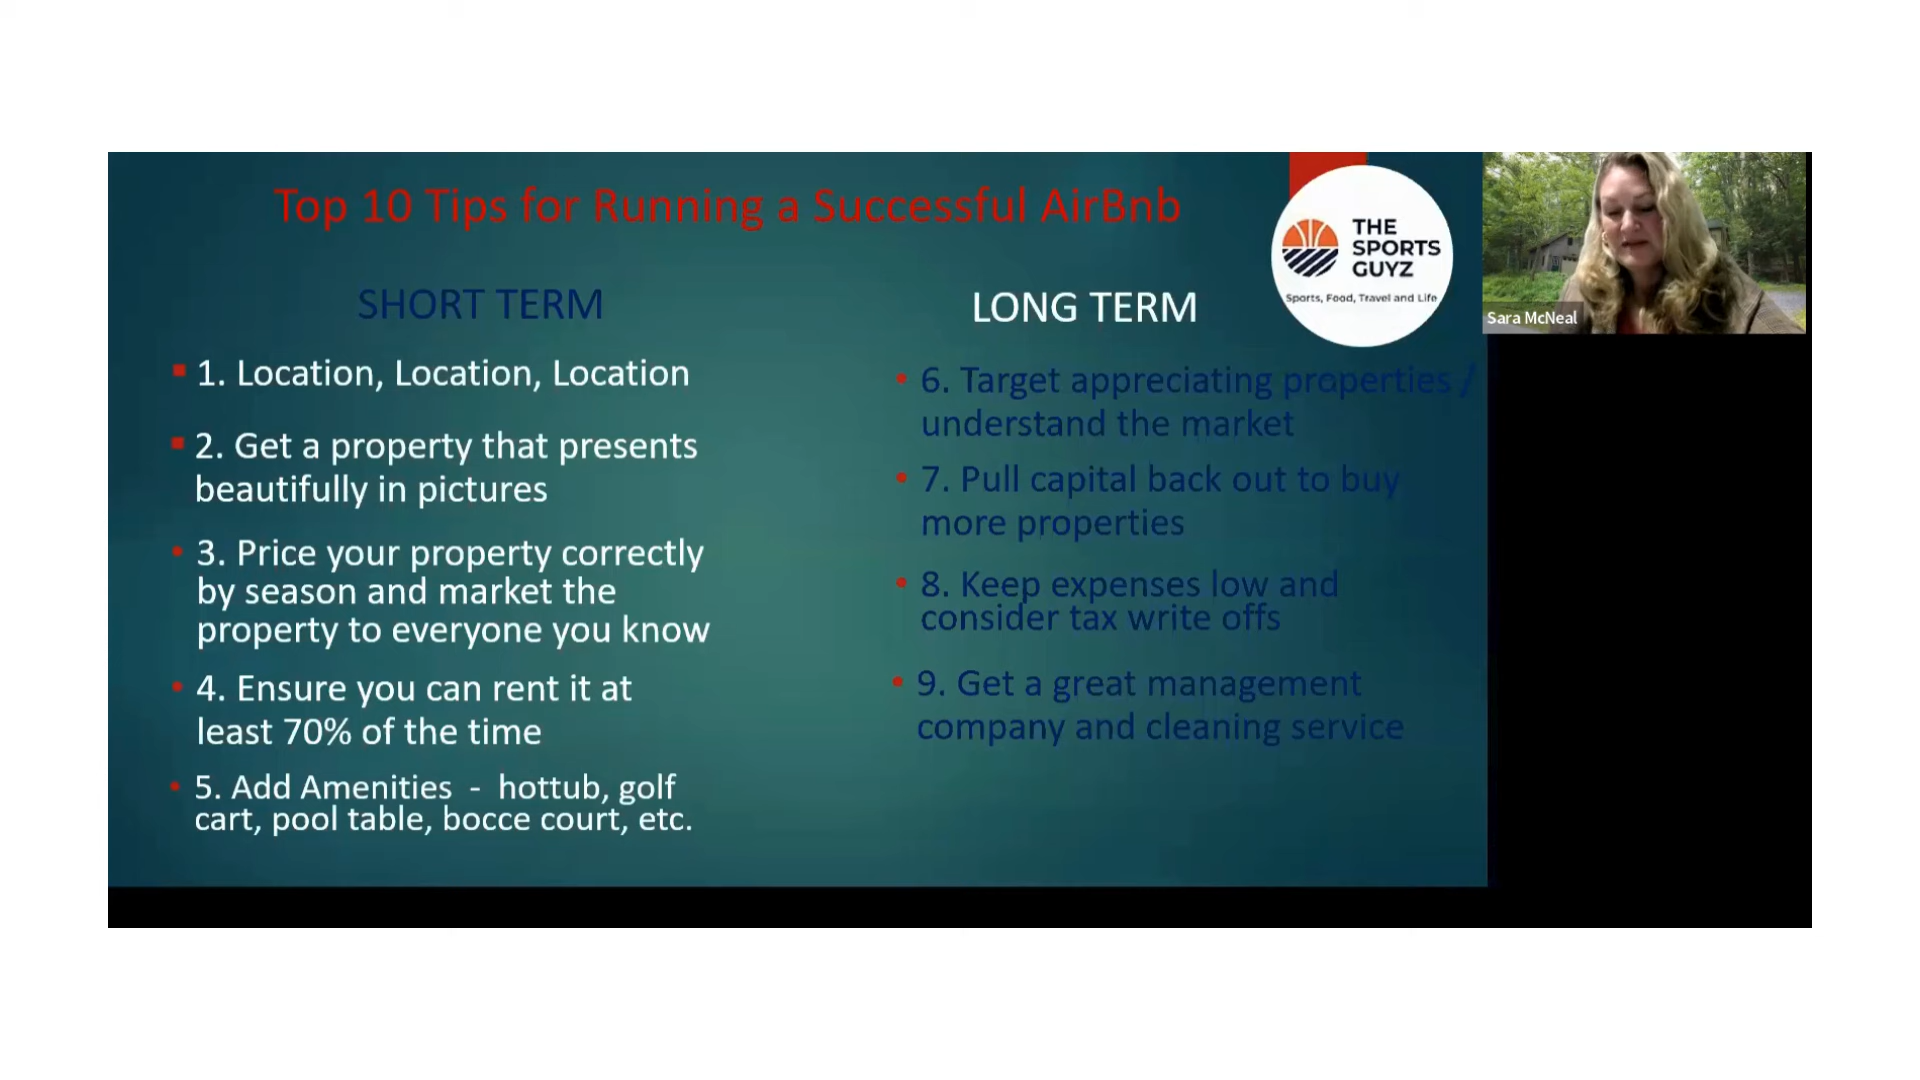 Top 10 Tips for Running a Successful AirBnb
THE
SPORTS
GUYZ
Sports, Food, Travel and Life
Sara McNeal
SHORT TERM
1. Location, Location, Location
2. Get a property that presents
beautifully in pictures
3. Price your property correctly
by season and market the
property to everyone you know
4. Ensure you can rent it at
least 70% of the time
5. Add Amenities - hottub, golf
cart, pool table, bocce court, etc.
LONG TERM
6. Target appreciating properties /
understand the market
7. Pull capital back out to buy
more properties
8. Keep expenses low and
consider tax write offs
9. Get a great management
company and cleaning service